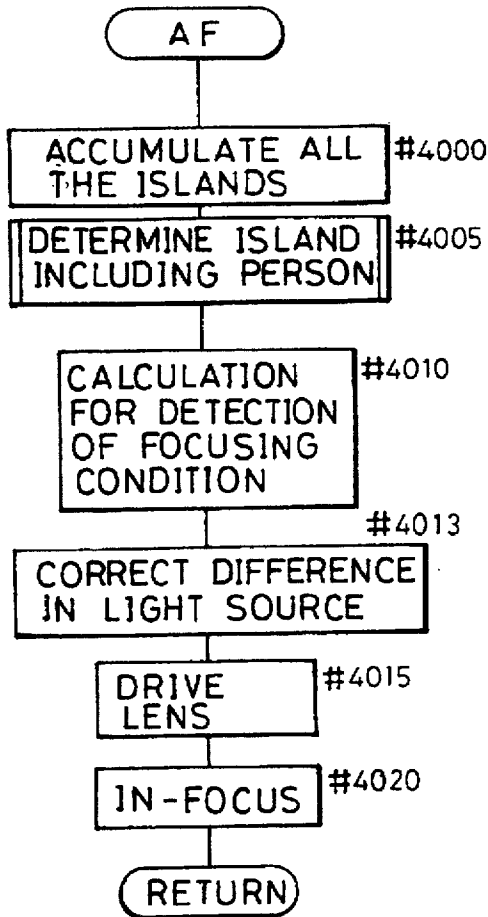 AF
ACCUMULATE ALL
THE ISLANDS
#4000
DETERMINE ISLAND
INCLUDING PERSON
#4005
CALCULATION
FOR DETECTION
OF FOCUSING
CONDITION
#4010
#4013
CORRECT DIFFERENCE
IN LIGHT SOURCE
DRIVE
LENS
#4015
IN-FOCUS
#4020
RETURN